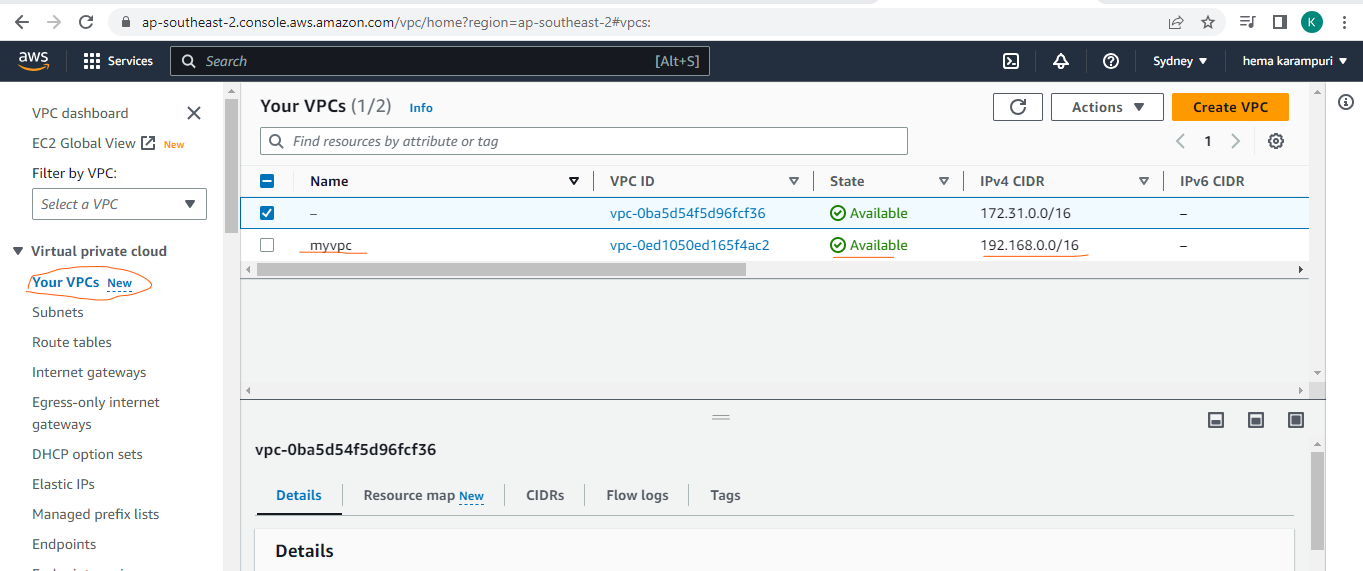 ap-southeast-2.console.aws.amazon.com/vpc/home?region=ap-southeast-2#vpcs:
K
aws Services Search [Alt+S] Sydney hema karampuri
VPC dashboard
EC2 Global View New
Filter by VPC:
Select a VPC
Virtual private cloud
Your VPCs New
Subnets
Route tables
Internet gateways
Egress-only internet
gateways
DHCP option sets
Elastic IPs
Managed prefix lists
Endpoints
Your VPCs (1/2) Info
Actions Create VPC
Find resources by attribute or tag
1
Name VPC ID State IPv4 CIDR IPv6 CIDR
– vpc-0ba5d54f5d96fcf36 Available 172.31.0.0/16 –
myvpc vpc-0ed1050ed165f4ac2 Available 192.168.0.0/16 –
vpc-0ba5d54f5d96fcf36
Details Resource map New CIDRs Flow logs Tags
Details